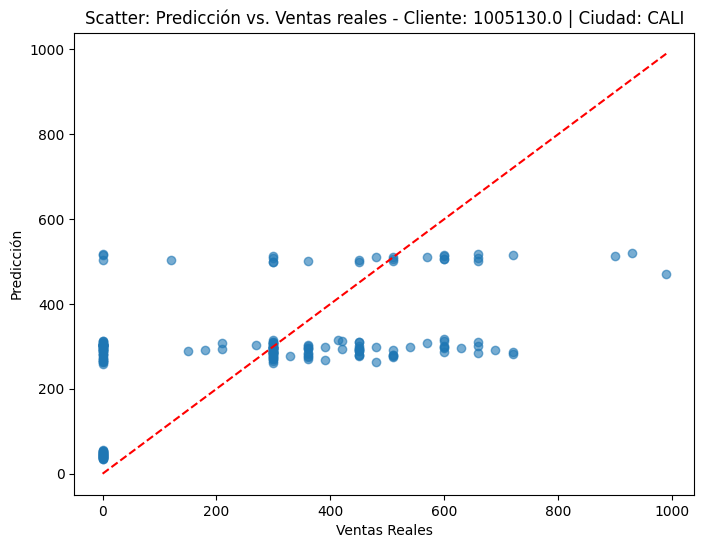 Scatter: Predicción vs. Ventas reales - Cliente: 1005130.0 | Ciudad: CALI
1000
800
600
400
200
0
Predicción
0 200 400 600 800 1000
Ventas Reales